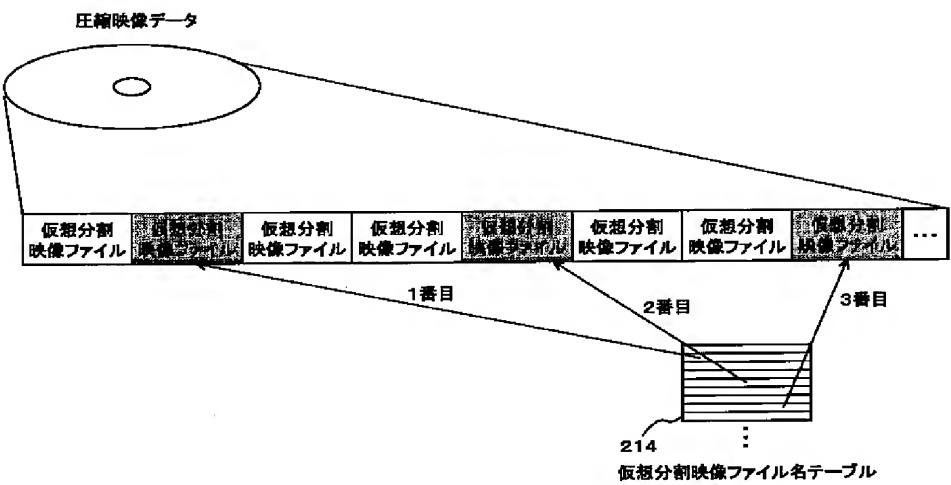 圧縮映像データ
仮想分割
映像ファイル
仮想分割
映像ファイル
仮想分割
映像ファイル
仮想分割
映像ファイル
仮想分割
映像ファイル
仮想分割
映像ファイル
仮想分割
映像ファイル
仮想分割
映像ファイル
…
1番目
2番目
3番目
214
⋮
仮想分割映像ファイル名テーブル